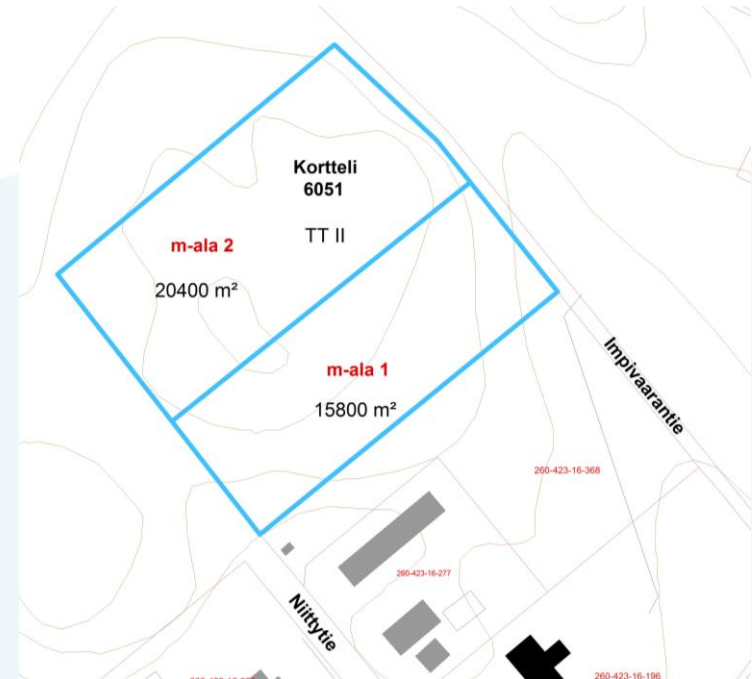 Kortteli
6051
TT II
m-ala 2
20400 m²
m-ala 1
15800 m²
Impivaarantie
260-423-16-368
260-423-16-277
Niittytie
260-423-16-196